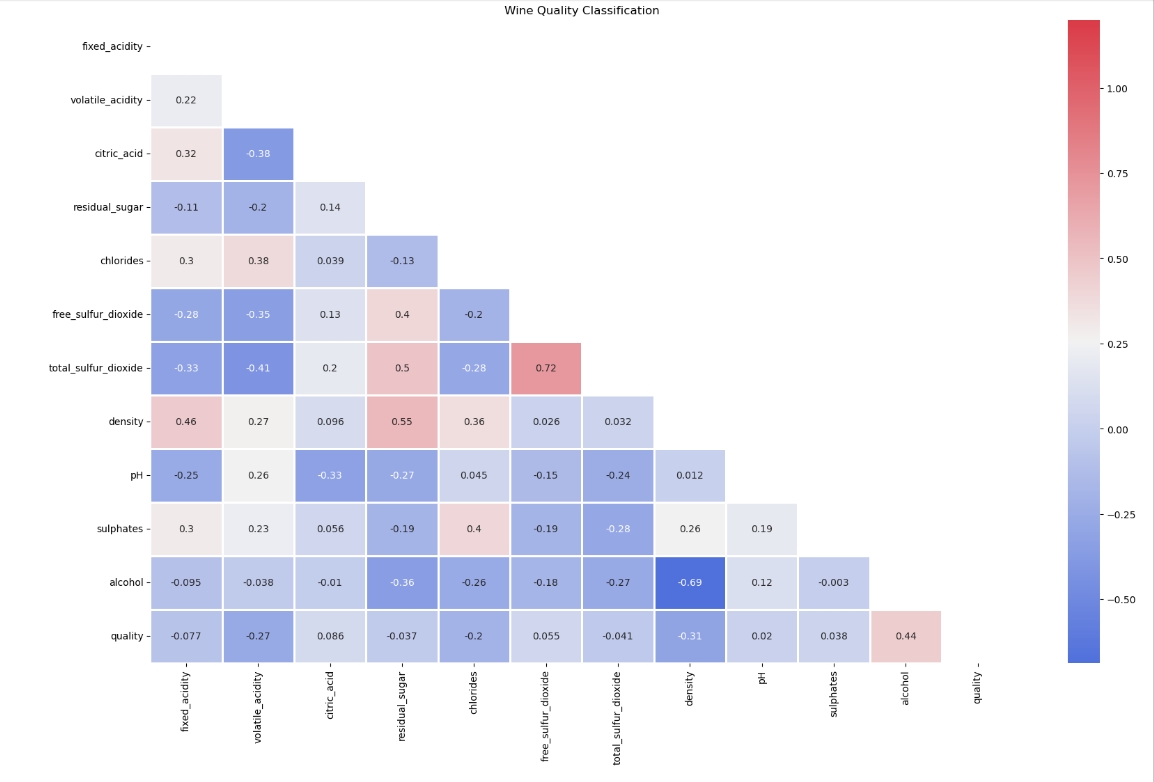 Wine Quality Classification
fixed_acidity
volatile_acidity 0.22
citric_acid 0.32 -0.38
residual_sugar -0.11 -0.2 0.14
chlorides 0.3 0.38 0.039 -0.13
free_sulfur_dioxide -0.28 -0.35 0.13 0.4 -0.2
total_sulfur_dioxide -0.33 -0.41 0.2 0.5 -0.28 0.72
density 0.46 0.27 0.096 0.55 0.36 0.026 0.032
pH -0.25 0.26 -0.33 -0.27 0.045 -0.15 -0.24 0.012
sulphates 0.3 0.23 0.056 -0.19 0.4 -0.19 -0.28 0.26 0.19
alcohol -0.095 -0.038 -0.01 -0.36 -0.26 -0.18 -0.27 -0.69 0.12 -0.003
quality -0.077 -0.27 0.086 -0.037 -0.2 0.055 -0.041 -0.31 0.02 0.038 0.44
fixed_acidity
volatile_acidity
citric_acid
residual_sugar
chlorides
free_sulfur_dioxide
total_sulfur_dioxide
density
pH
sulphates
alcohol
quality
1.00
0.75
0.50
0.25
0.00
−0.25
−0.50